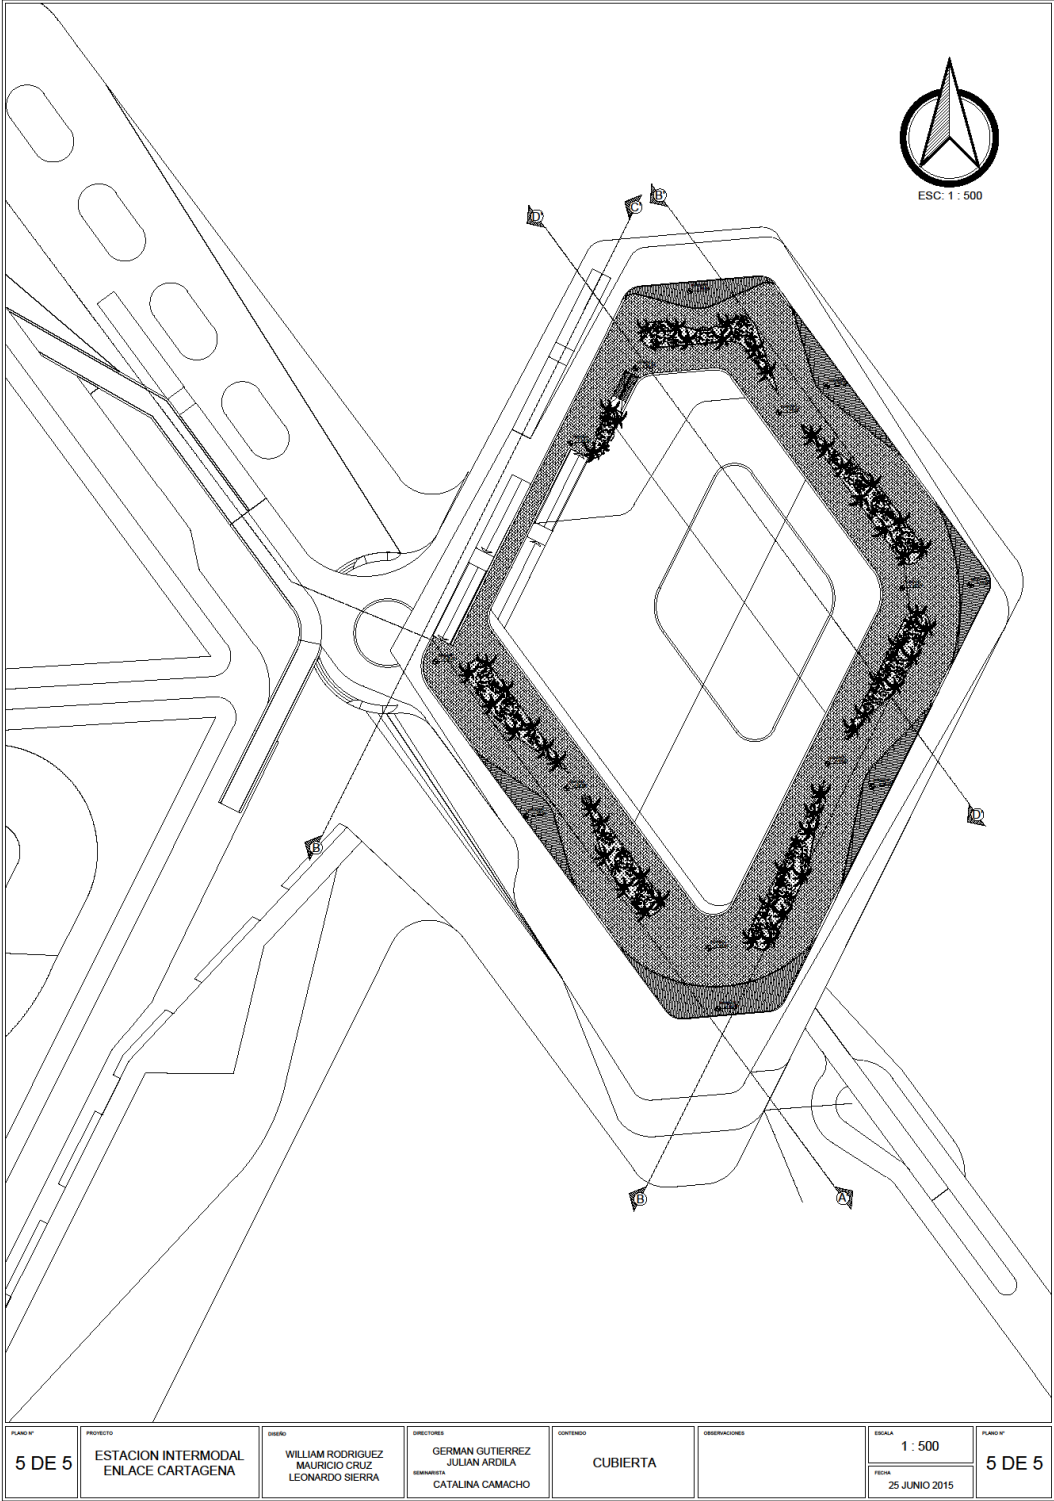 ESC: 1 : 500
D'
C'
B'
D'
B
B
A'
PLANO N°
5 DE 5
PROYECTO
ESTACION INTERMODAL
ENLACE CARTAGENA
DISEÑO
WILLIAM RODRIGUEZ
MAURICIO CRUZ
LEONARDO SIERRA
DIRECTORES
GERMAN GUTIERREZ
JULIAN ARDILA
SEMINARISTA
CATALINA CAMACHO
CONTENIDO
CUBIERTA
OBSERVACIONES
ESCALA
1 : 500
FECHA
25 JUNIO 2015
PLANO N°
5 DE 5